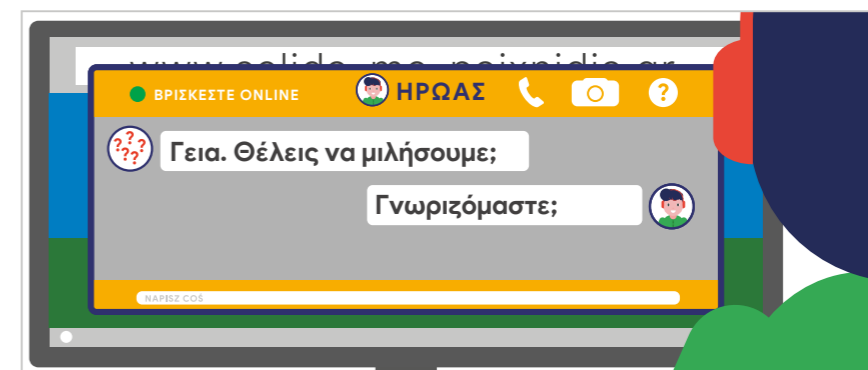 ΒΡΙΣΚΕΣΤΕ ONLINE
ΗΡΩΑΣ
?
?????
Γεια. Θέλεις να μιλήσουμε;
Γνωριζόμαστε;
NAPISZ COŚ